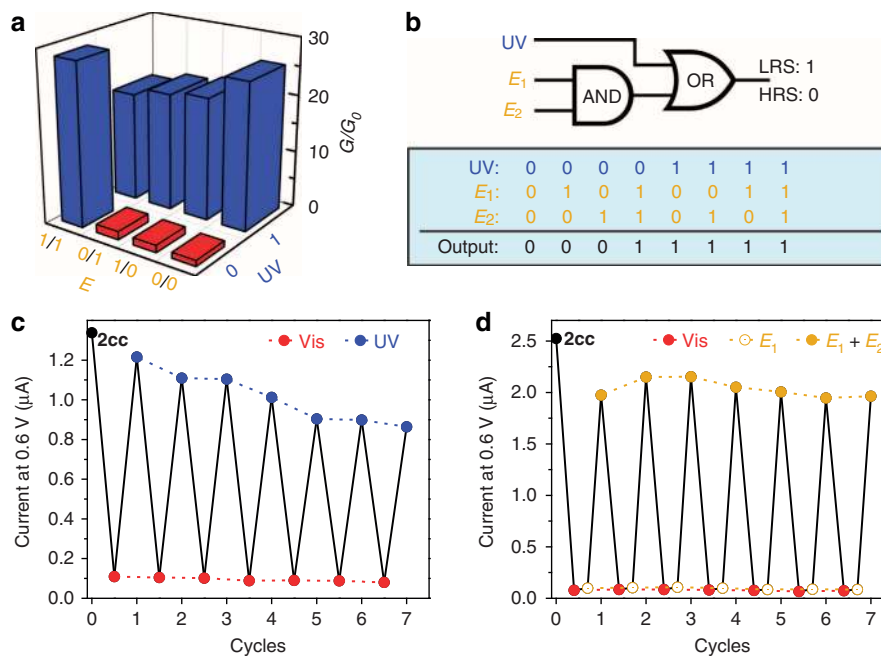 a
30
20
10
0
G/G0
1/1
0/1
1/0
0/0
E
0
1
UV
b
UV
E1
E2
AND
OR
LRS: 1
HRS: 0
UV: 0 0 0 0 1 1 1 1
E1: 0 1 0 1 0 0 1 1
E2: 0 0 1 1 0 1 0 1
Output: 0 0 0 1 1 1 1 1
c
2cc
Vis
UV
1.2
1.0
0.8
0.6
0.4
0.2
0.0
Current at 0.6 V (µA)
0 1 2 3 4 5 6 7
Cycles
d
2cc
Vis
E1
E1 + E2
2.5
2.0
1.5
1.0
0.5
0.0
Current at 0.6 V (µA)
0 1 2 3 4 5 6 7
Cycles